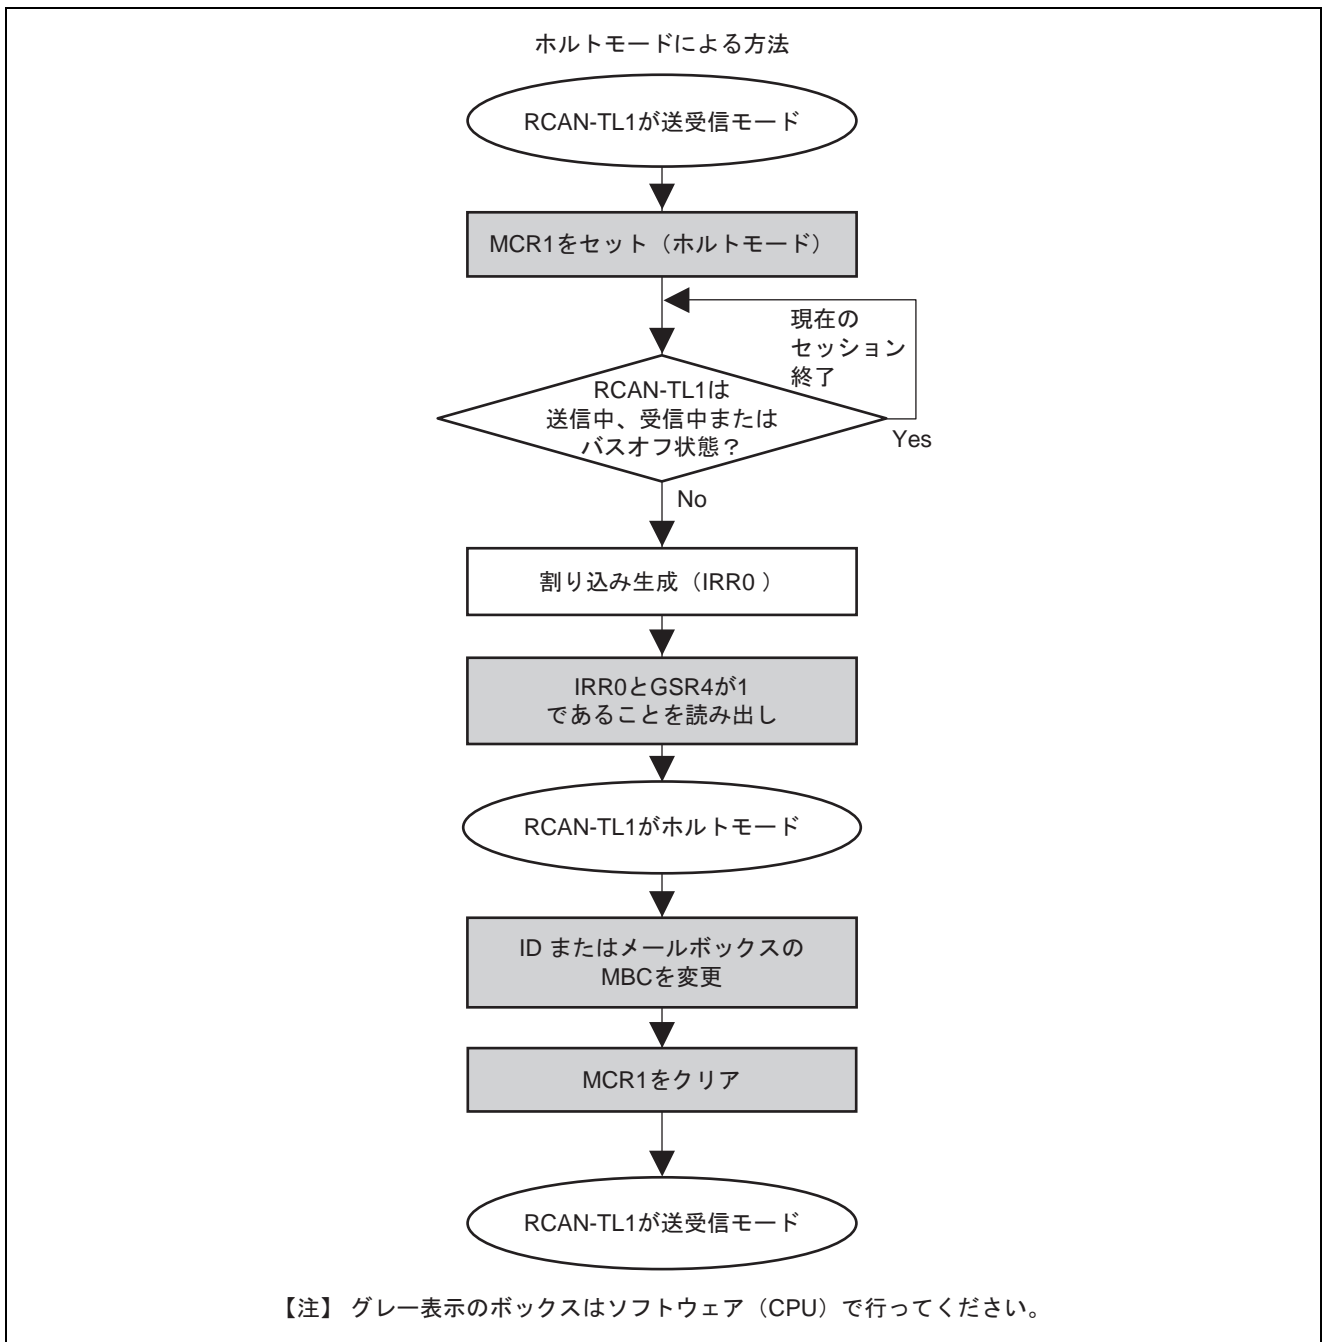 ホルトモードによる方法
RCAN-TL1が送受信モード
MCR1をセット（ホルトモード）
現在の
セッション
終了
RCAN-TL1は
送信中、受信中または
バスオフ状態？
Yes
No
割り込み生成（IRR0 ）
IRR0とGSR4が1
であることを読み出し
RCAN-TL1がホルトモード
ID またはメールボックスの
MBCを変更
MCR1をクリア
RCAN-TL1が送受信モード
【注】 グレー表示のボックスはソフトウェア（CPU）で行ってください。